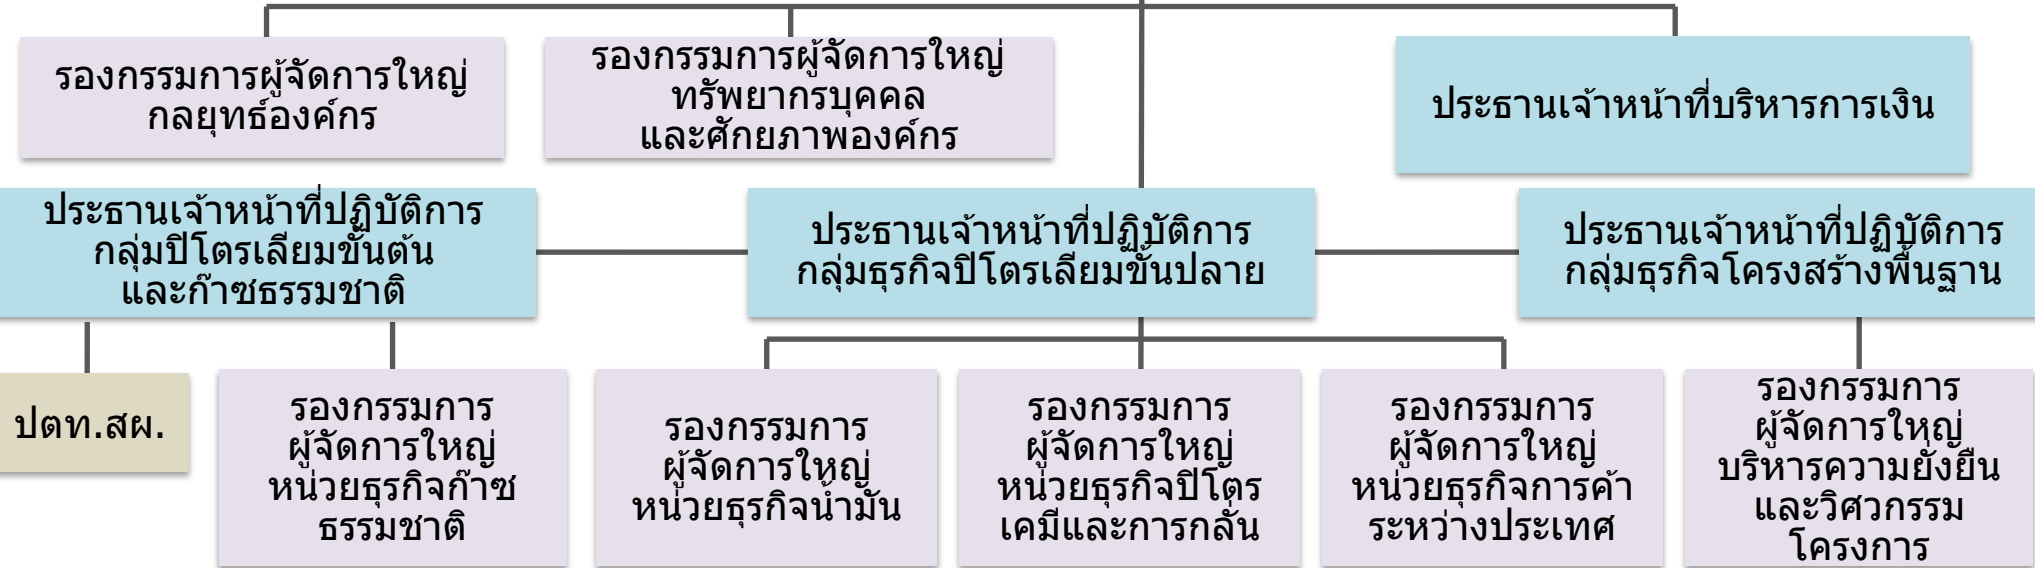 รองกรรมการผู้จัดการใหญ่
กลยุทธ์องค์กร
รองกรรมการผู้จัดการใหญ่
ทรัพยากรบุคคล
และศักยภาพองค์กร
ประธานเจ้าหน้าที่บริหารการเงิน
ประธานเจ้าหน้าที่ปฏิบัติการ
กลุ่มปิโตรเลียมขั้นต้น
และก๊าซธรรมชาติ
ประธานเจ้าหน้าที่ปฏิบัติการ
กลุ่มธุรกิจปิโตรเลียมขั้นปลาย
ประธานเจ้าหน้าที่ปฏิบัติการ
กลุ่มธุรกิจโครงสร้างพื้นฐาน
ปตท.สผ.
รองกรรมการ
ผู้จัดการใหญ่
หน่วยธุรกิจก๊าซ
ธรรมชาติ
รองกรรมการ
ผู้จัดการใหญ่
หน่วยธุรกิจน้ำมัน
รองกรรมการ
ผู้จัดการใหญ่
หน่วยธุรกิจปิโตร
เคมีและการกลั่น
รองกรรมการ
ผู้จัดการใหญ่
หน่วยธุรกิจการค้า
ระหว่างประเทศ
รองกรรมการ
ผู้จัดการใหญ่
บริหารความยั่งยืน
และวิศวกรรม
โครงการ